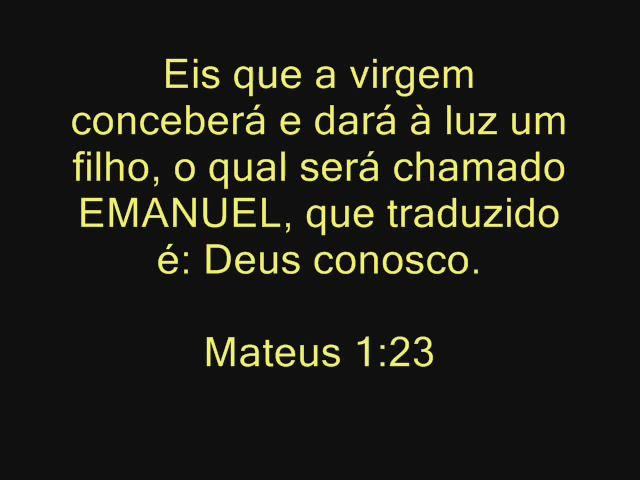 Eis que a virgem
conceberá e dará à luz um
filho, o qual será chamado
EMANUEL, que traduzido
é: Deus conosco.
Mateus 1:23